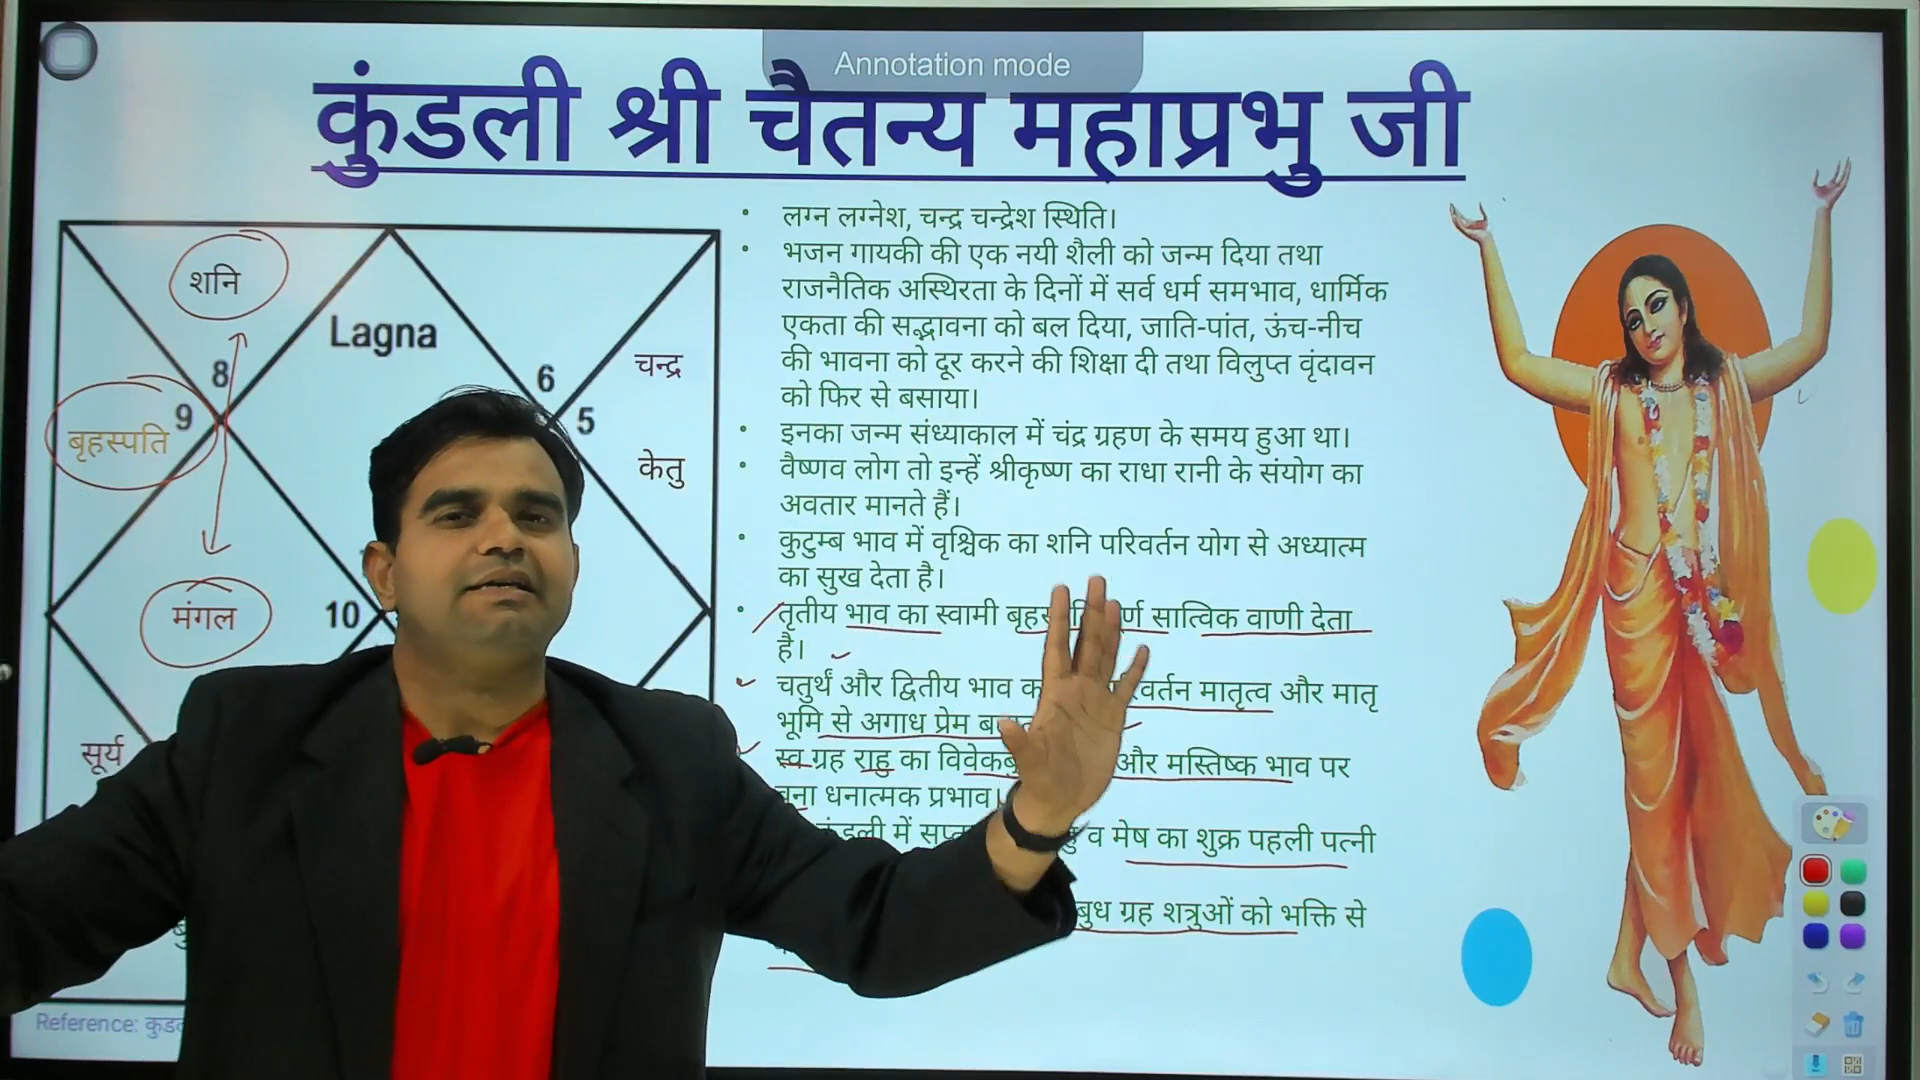 Annotation mode
कुंडली श्री चैतन्य महाप्रभु जी
शनि
Lagna
8
6
चन्द्र
9
5
बृहस्पति
केतु
मंगल
10
सूर्य
Reference:
• लग्न लग्नेश, चन्द्र चन्द्रेश स्थिति।
• भजन गायकी की एक नयी शैली को जन्म दिया तथा
राजनैतिक अस्थिरता के दिनों में सर्व धर्म समभाव, धार्मिक
एकता की सद्भावना को बल दिया, जाति-पांत, ऊंच-नीच
की भावना को दूर करने की शिक्षा दी तथा विलुप्त वृंदावन
को फिर से बसाया।
• इनका जन्म संध्याकाल में चंद्र ग्रहण के समय हुआ था।
• वैष्णव लोग तो इन्हें श्रीकृष्ण का राधा रानी के संयोग का
अवतार मानते हैं।
• कुटुम्ब भाव में वृश्चिक का शनि परिवर्तन योग से अध्यात्म
का सुख देता है।
• तृतीय भाव का स्वामी सात्विक वाणी देता
है।
चतुर्थ और द्वितीय भाव मातृत्व और मातृ
भूमि से अगाध प्रेम
स्व ग्रह राहु का और मस्तिष्क भाव पर
धनात्मक प्रभाव।
में व मेष का शुक्र पहली पत्नी
बुध ग्रह शत्रुओं को भक्ति से